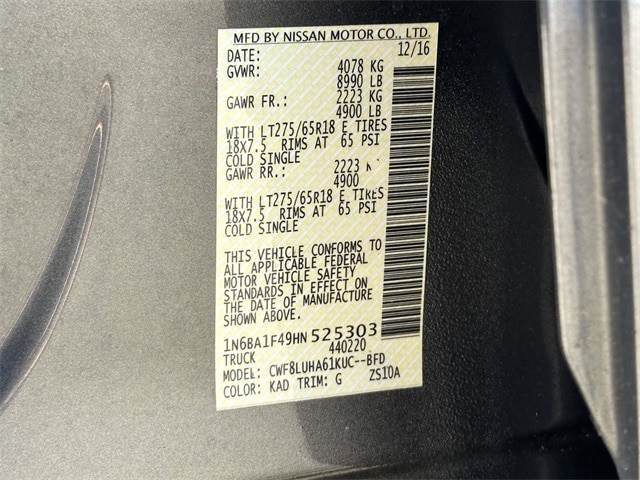 MFD BY NISSAN MOTOR CO., LTD.
DATE: 12/16
GVWR: 4078 KG
8990 LB
GAWR FR.: 2223 KG
4900 LB
WITH LT275/65R18 E TIRES
18X7.5 RIMS AT 65 PSI
COLD SINGLE
GAWR RR.: 2223
4900
WITH LT275/65R18 E TIRES
18X7.5 RIMS AT 65 PSI
COLD SINGLE
THIS VEHICLE CONFORMS TO
ALL APPLICABLE FEDERAL
MOTOR VEHICLE SAFETY
STANDARDS IN EFFECT ON
THE DATE OF MANUFACTURE
SHOWN ABOVE.
1N6BA1F49HN525303
TRUCK 440220
MODEL: CWF8LUHA61KUC--BFD
COLOR: KAD TRIM: G ZS10A